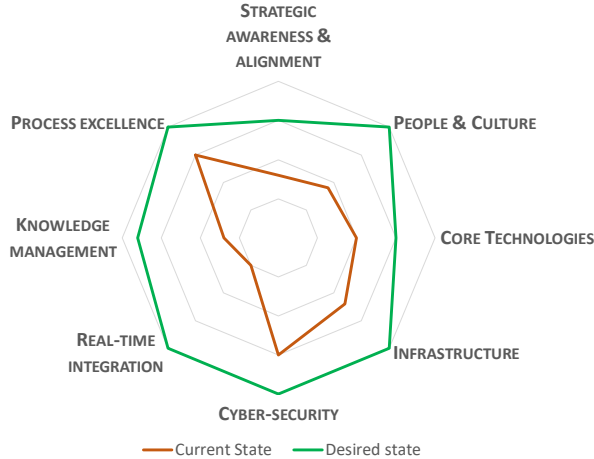 STRATEGIC
AWARENESS &
ALIGNMENT
PROCESS EXCELLENCE
PEOPLE & CULTURE
KNOWLEDGE
MANAGEMENT
CORE TECHNOLOGIES
REAL-TIME
INTEGRATION
INFRASTRUCTURE
CYBER-SECURITY
Current State
Desired state